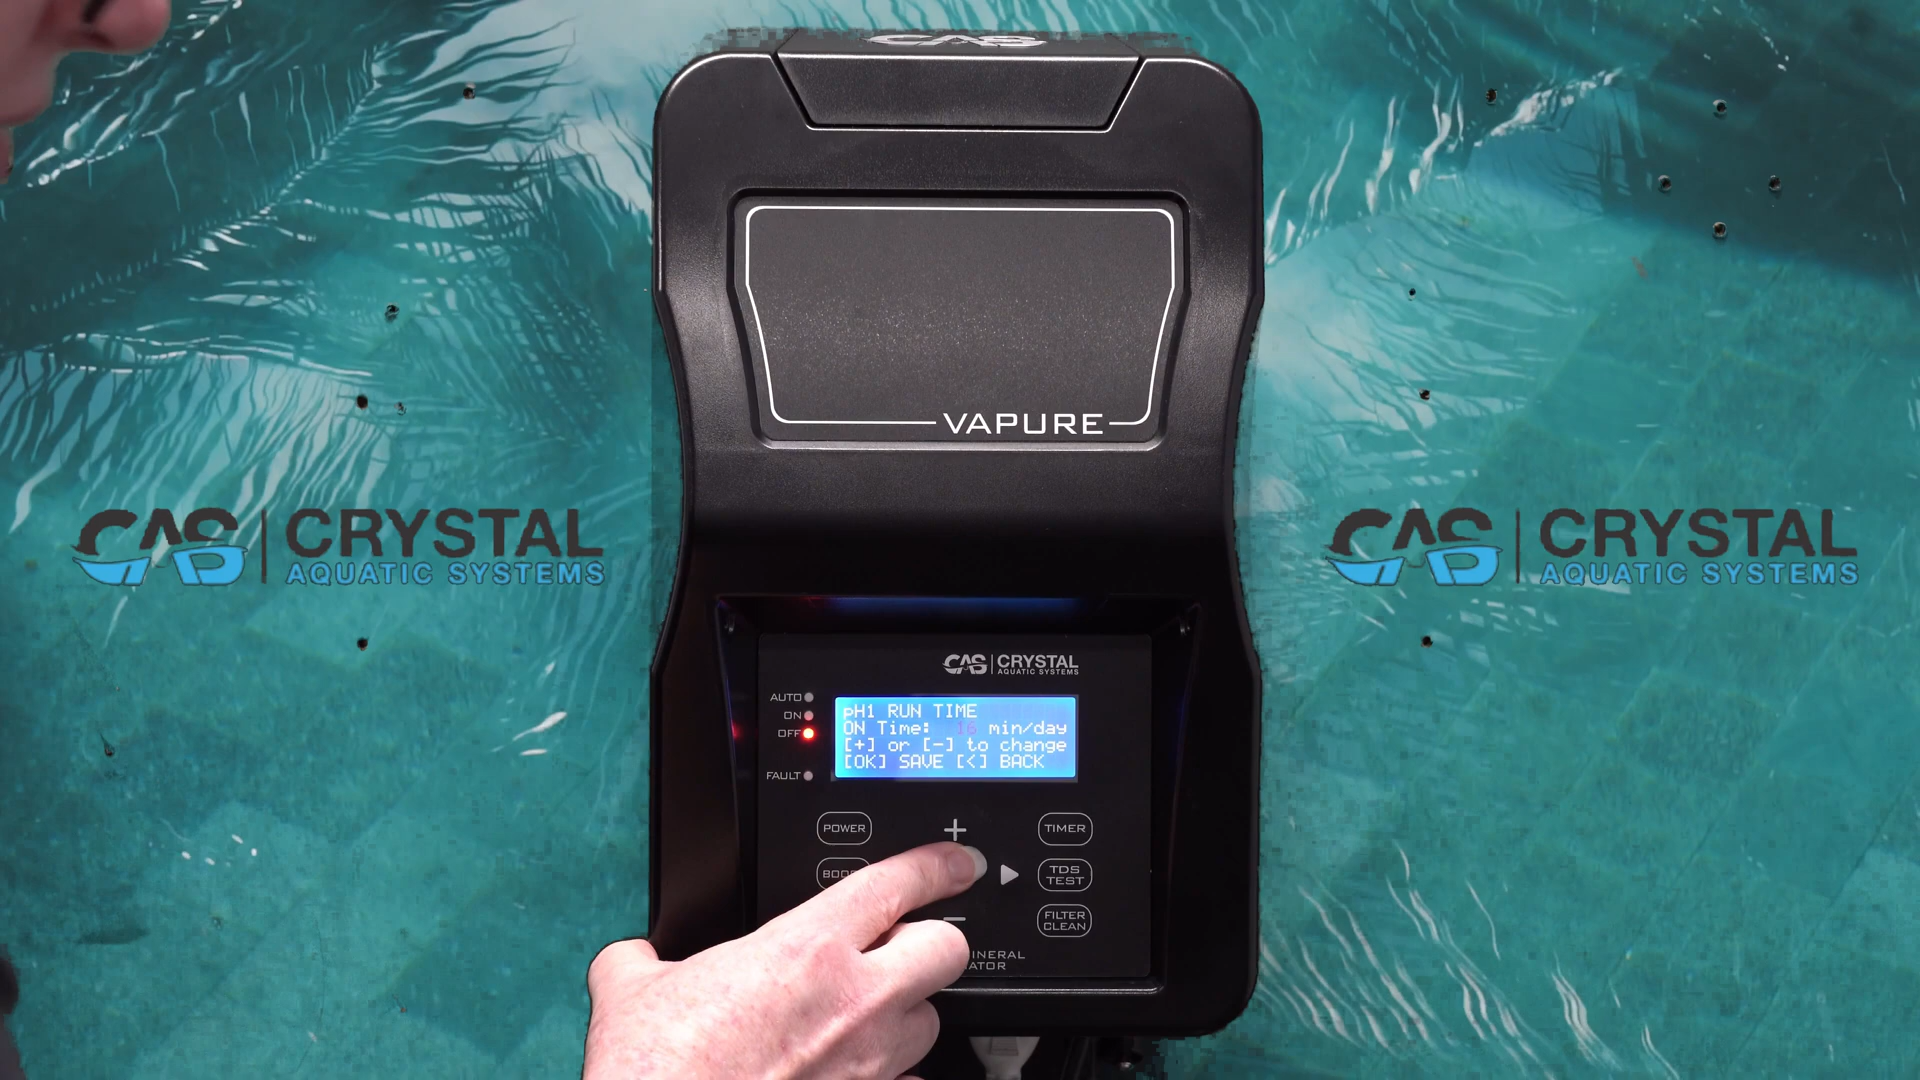 CAS
VAPURE
CAS | CRYSTAL
AQUATIC SYSTEMS
CAS | CRYSTAL
AQUATIC SYSTEMS
CAS | CRYSTAL
AQUATIC SYSTEMS
AUTO
ON
OFF
FAULT
pH1 RUN TIME
ON Time: 16 min/day
[+] or [-] to change
[OK] SAVE [<] BACK
POWER
+
TIMER
TDS
TEST
-
FILTER
CLEAN